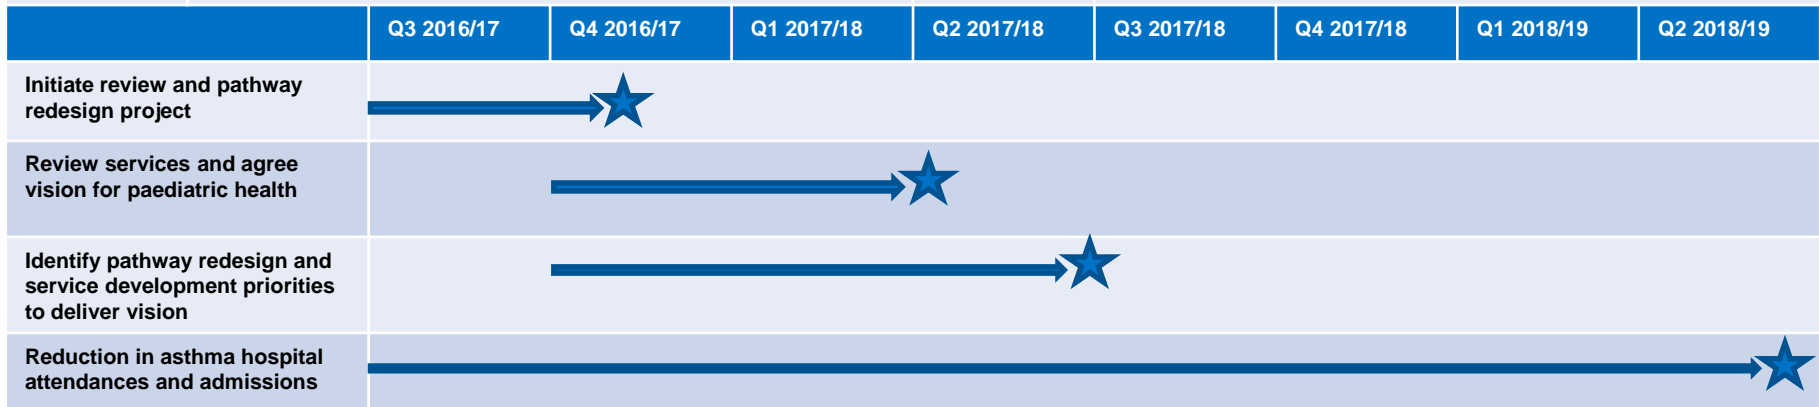 Q3 2016/17 Q4 2016/17 Q1 2017/18 Q2 2017/18 Q3 2017/18 Q4 2017/18 Q1 2018/19 Q2 2018/19
Initiate review and pathway
redesign project
Review services and agree
vision for paediatric health
Identify pathway redesign and
service development priorities
to deliver vision
Reduction in asthma hospital
attendances and admissions